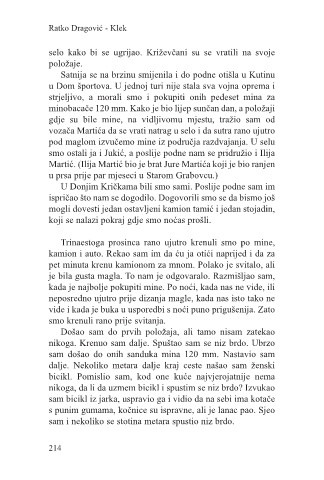 Ratko Dragović - Klek
selo kako bi se ugrijao. Križevčani su se vratili na svoje
položaje.
Satnija se na brzinu smijenila i do podne otišla u Kutinu
u Dom športova. U jednoj turi nije stala sva vojna oprema i
strjeljivo, a morali smo i pokupiti onih pedeset mina za
minobacače 120 mm. Kako je bio lijep sunčan dan, a položaji
gdje su bile mine, na vidljivomu mjestu, tražio sam od
vozača Martića da se vrati natrag u selo i da sutra rano ujutro
pod maglom izvučemo mine iz područja razdvajanja. U selu
smo ostali ja i Jukić, a poslije podne nam se pridružio i Ilija
Martić. (Ilija Martić bio je brat Jure Martića koji je bio ranjen
u prsa prije par mjeseci u Starom Grabovcu.)
U Donjim Kričkama bili smo sami. Poslije podne sam im
ispričao što nam se dogodilo. Dogovorili smo se da bismo još
mogli dovesti jedan ostavljeni kamion tamić i jedan stojadin,
koji se nalazi pokraj gdje smo noćas prošli.
Trinaestoga prosinca rano ujutro krenuli smo po mine,
kamion i auto. Rekao sam im da ću ja otići naprijed i da za
pet minuta krenu kamionom za mnom. Polako je svitalo, ali
je bila gusta magla. To nam je odgovaralo. Razmišljao sam,
kada je najbolje pokupiti mine. Po noći, kada nas ne vide, ili
neposredno ujutro prije dizanja magle, kada nas isto tako ne
vide i kada je buka u usporedbi s noći puno prigušenija. Zato
smo krenuli rano prije svitanja.
Došao sam do prvih položaja, ali tamo nisam zatekao
nikoga. Krenuo sam dalje. Spuštao sam se niz brdo. Ubrzo
sam došao do onih sanduka mina 120 mm. Nastavio sam
dalje. Nekoliko metara dalje kraj ceste našao sam ženski
bicikl. Pomislio sam, kod one kuće najvjerojatnije nema
nikoga, da li da uzmem bicikl i spustim se niz brdo? Izvukao
sam bicikl iz jarka, uspravio ga i vidio da na sebi ima kotače
s punim gumama, kočnice su ispravne, ali je lanac pao. Sjeo
sam i nekoliko se stotina metara spustio niz brdo.
214